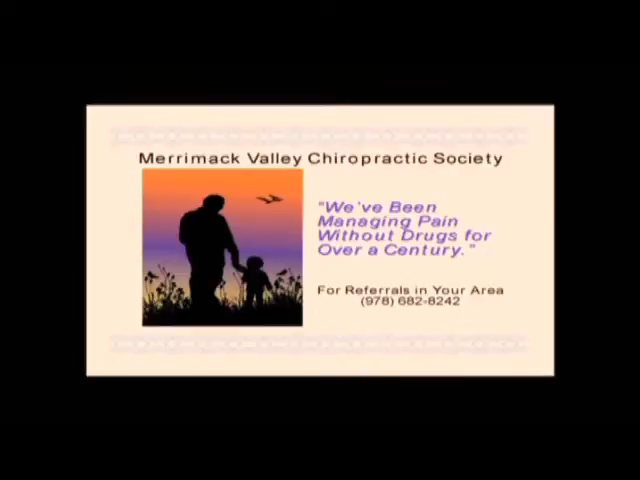 Merrimack Valley Chiropractic Society
"We've Been
Managing Pain
Without Drugs for
Over a Century."
For Referrals in Your Area
(978) 682-8242